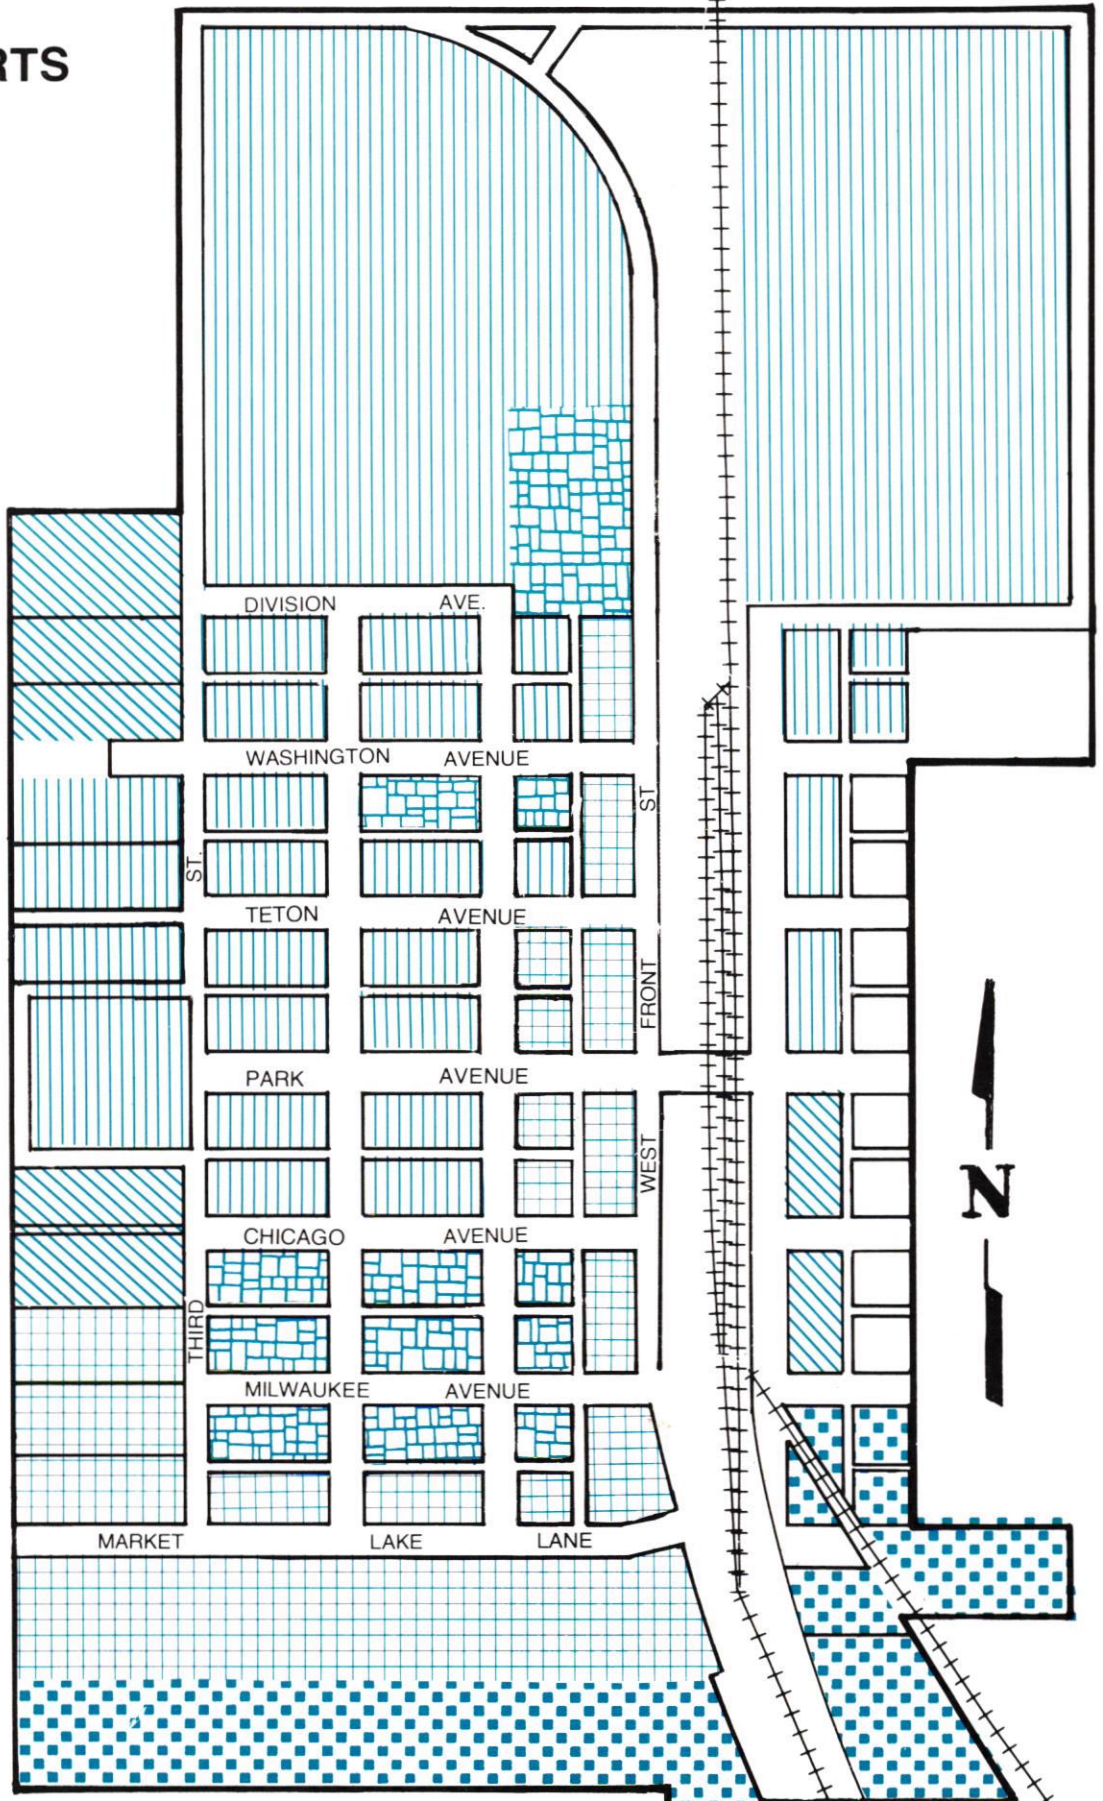 RTS
DIVISION AVE.
WASHINGTON AVENUE
ST
ST.
TETON AVENUE
FRONT
PARK AVENUE
WEST
N
CHICAGO AVENUE
THIRD
MILWAUKEE AVENUE
MARKET LAKE LANE